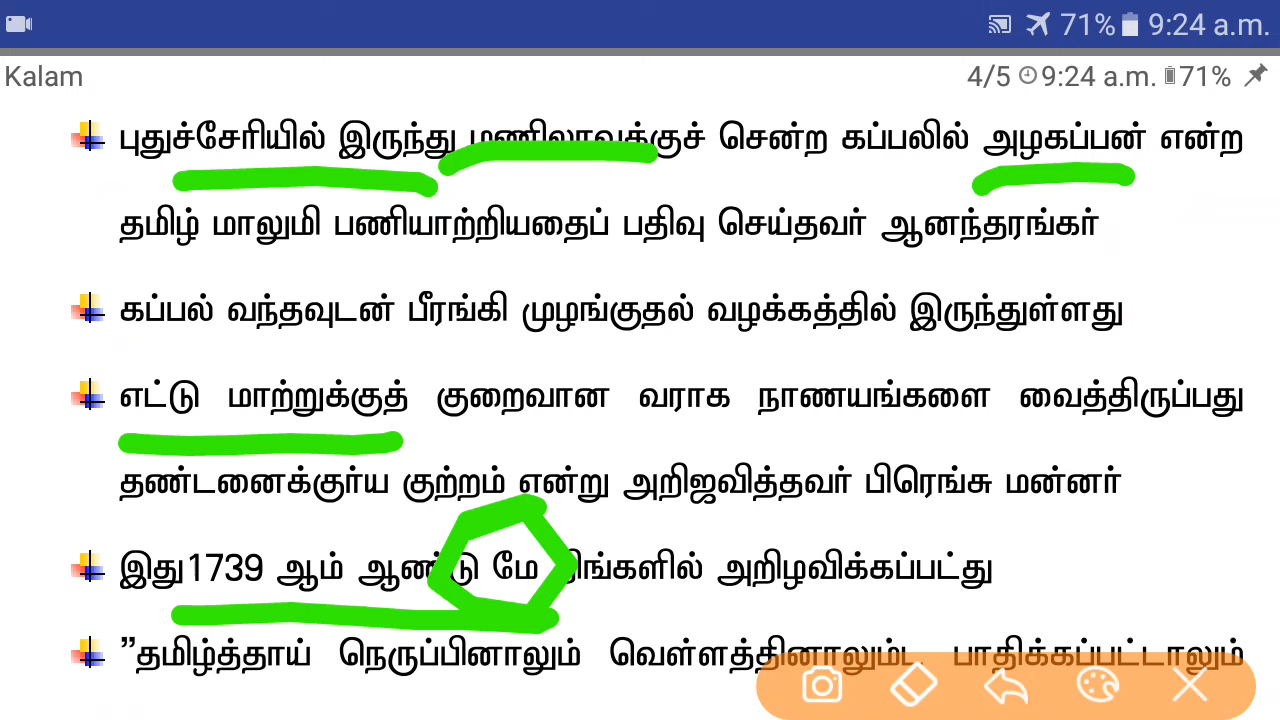 71% 9:24 a.m.
Kalam 4/5 9:24 a.m. 71%
புதுச்சேரியில் இருந்து மணிலாவுக்குச் சென்ற கப்பலில் அழகப்பன் என்ற
தமிழ் மாலுமி பணியாற்றியதைப் பதிவு செய்தவர் ஆனந்தரங்கர்
கப்பல் வந்தவுடன் பீரங்கி முழங்குதல் வழக்கத்தில் இருந்துள்ளது
எட்டு மாற்றுக்குத் குறைவான வராக நாணயங்களை வைத்திருப்பது
தண்டனைக்குர்ய குற்றம் என்று அறிஜவித்தவர் பிரெங்சு மன்னர்
இது1739 ஆம் ஆண்டு மே திங்களில் அறிழவிக்கப்பட்து
”தமிழ்த்தாய் நெருப்பினாலும் வெள்ளத்தினாலும் பாதிக்கப்பட்டாலும்